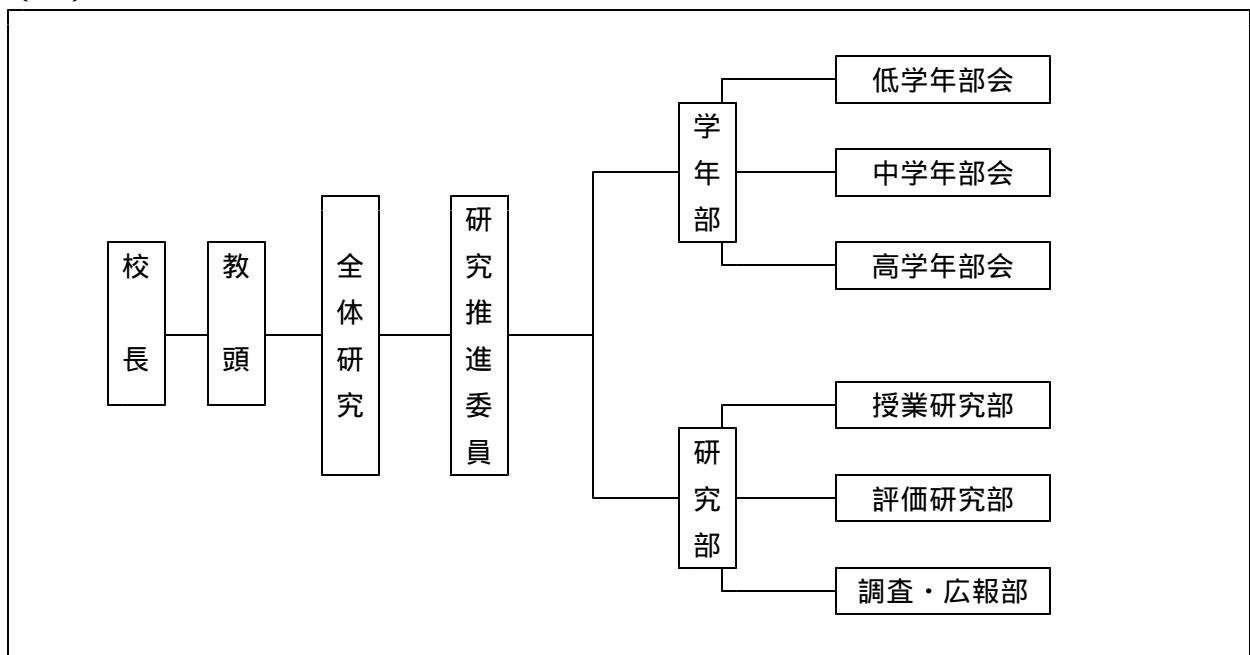 校長
教頭
全体研究
研究推進委員
学年部
低学年部会
中学年部会
高学年部会
研究部
授業研究部
評価研究部
調査・広報部